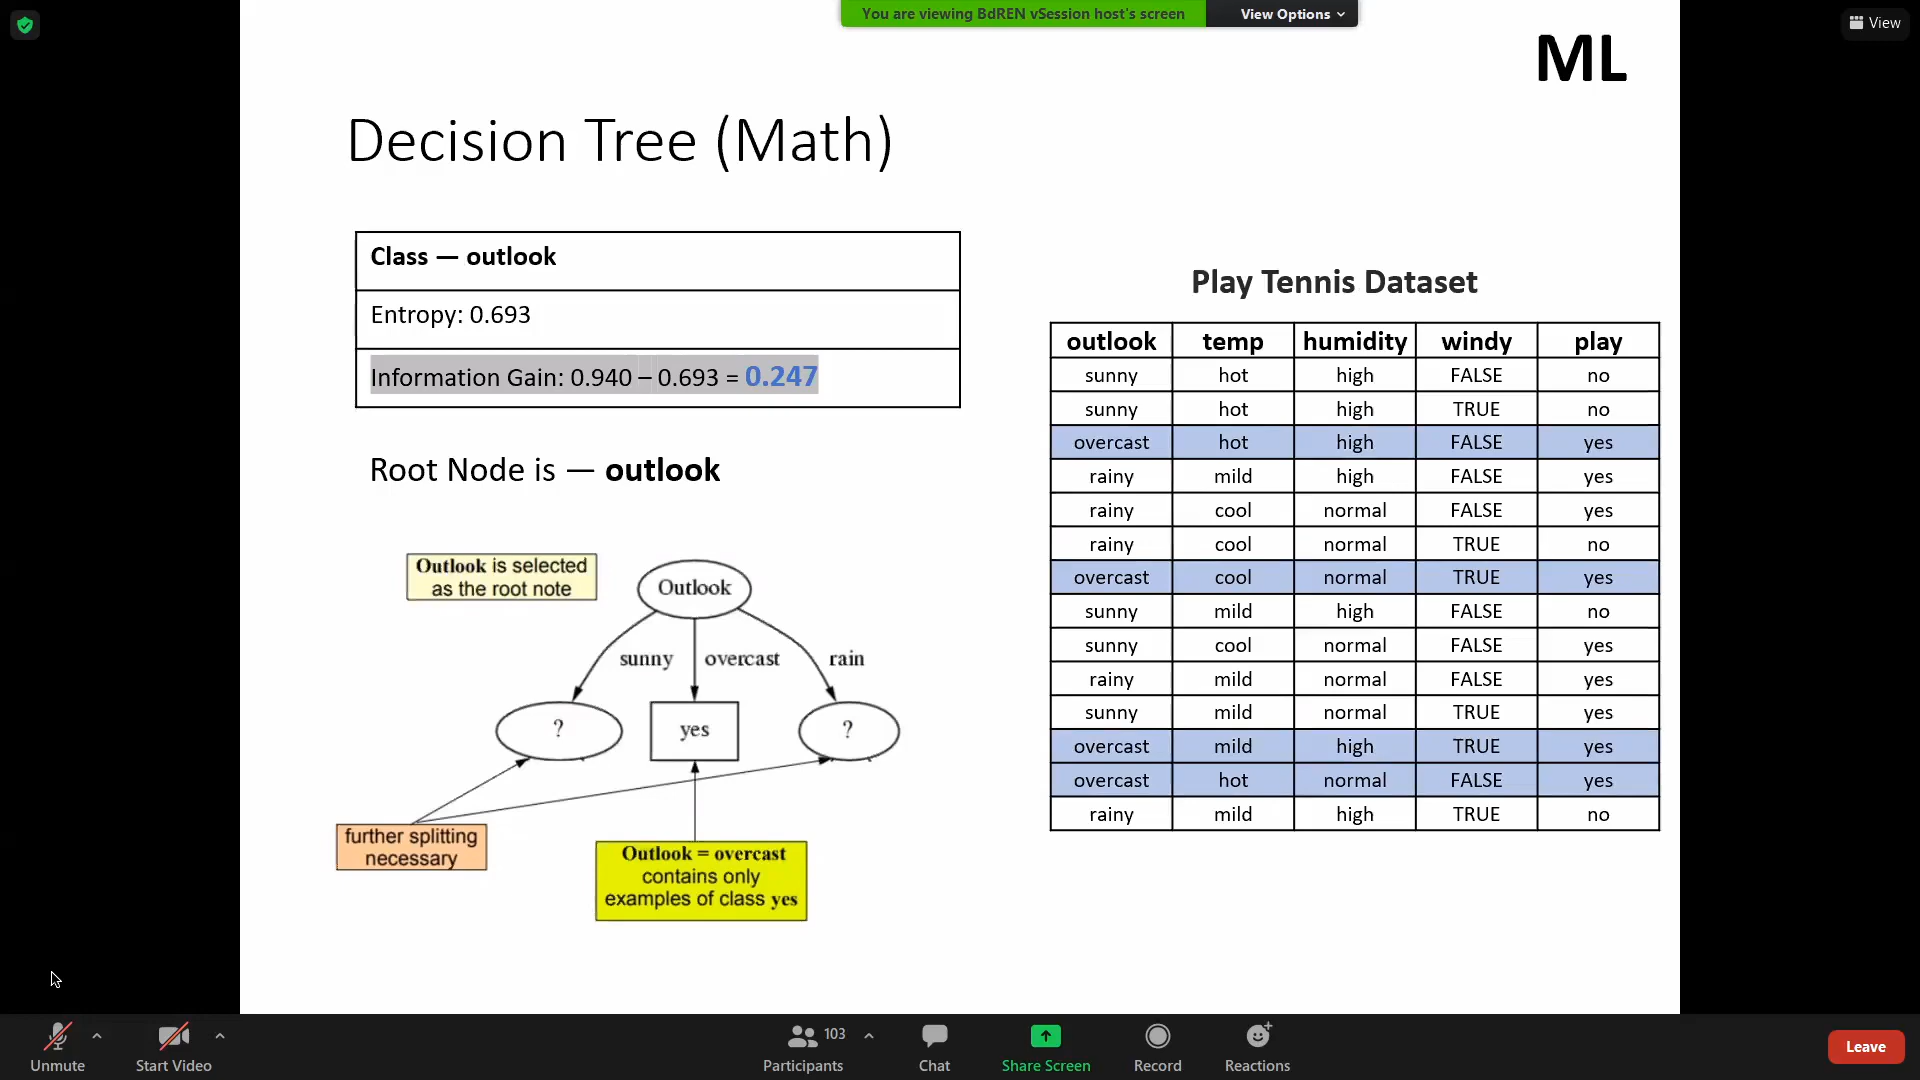 You are viewing BdREN vSession host's screen
View Options
View
ML
Decision Tree (Math)
Class — outlook
Entropy: 0.693
Information Gain: 0.940 – 0.693 = 0.247
Root Node is — outlook
Outlook is selected
as the root note
Outlook
sunny
overcast
rain
?
yes
?
further splitting
necessary
Outlook = overcast
contains only
examples of class yes
Play Tennis Dataset
outlook temp humidity windy play
sunny hot high FALSE no
sunny hot high TRUE no
overcast hot high FALSE yes
rainy mild high FALSE yes
rainy cool normal FALSE yes
rainy cool normal TRUE no
overcast cool normal TRUE yes
sunny mild high FALSE no
sunny cool normal FALSE yes
rainy mild normal FALSE yes
sunny mild normal TRUE yes
overcast mild high TRUE yes
overcast hot normal FALSE yes
rainy mild high TRUE no
Unmute
Start Video
103
Participants
Chat
Share Screen
Record
Reactions
Leave